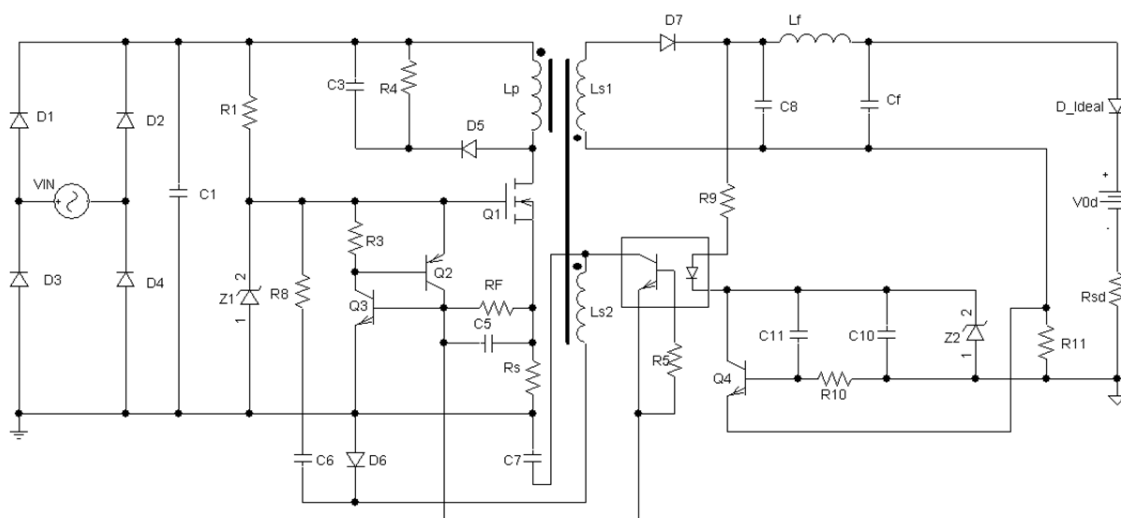 D7
Lf
C3
R4
Lp
Ls1
D1
D2
R1
C8
Cf
D_Ideal
D5
VIN
+
C1
Q1
R9
+
V0d
R3
Q2
D3
D4
Z1
2
1
R8
Q3
RF
C5
Ls2
Rs
R5
C11
C10
Z2
2
1
R11
Rsd
Q4
R10
C6
D6
C7